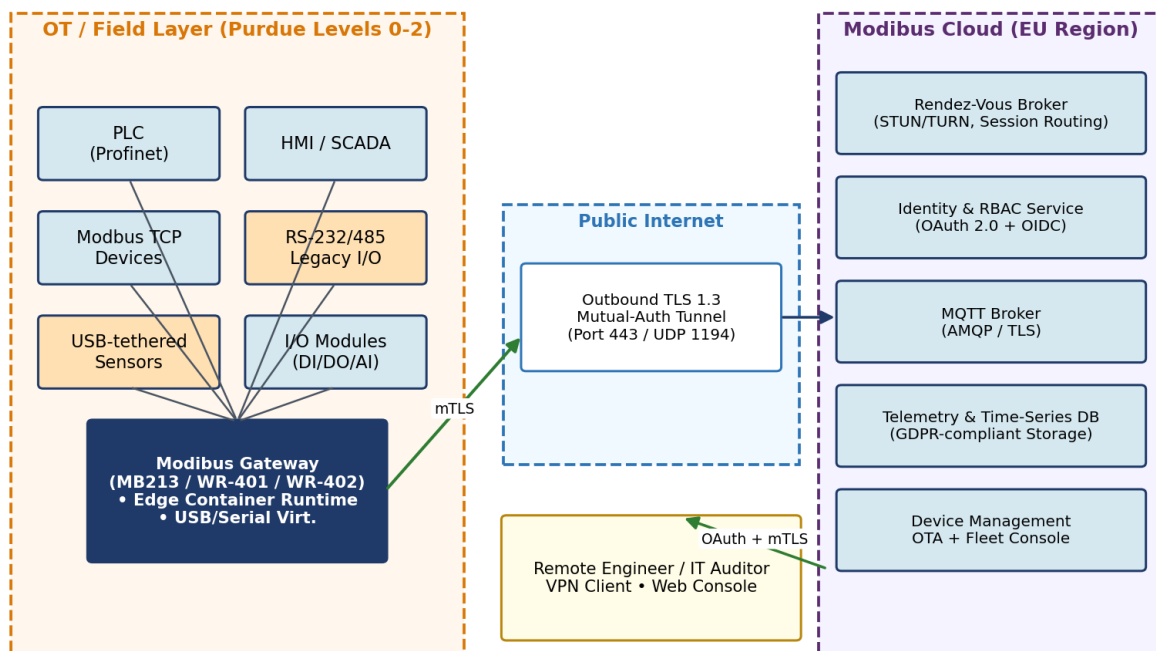 OT / Field Layer (Purdue Levels 0-2)
PLC
(Profinet)
HMI / SCADA
Modbus TCP
Devices
RS-232/485
Legacy I/O
USB-tethered
Sensors
I/O Modules
(DI/DO/AI)
Modibus Gateway
(MB213 / WR-401 / WR-402)
• Edge Container Runtime
• USB/Serial Virt.
mTLS
Public Internet
Outbound TLS 1.3
Mutual-Auth Tunnel
(Port 443 / UDP 1194)
OAuth + mTLS
Remote Engineer / IT Auditor
VPN Client • Web Console
Modibus Cloud (EU Region)
Rendez-Vous Broker
(STUN/TURN, Session Routing)
Identity & RBAC Service
(OAuth 2.0 + OIDC)
MQTT Broker
(AMQP / TLS)
Telemetry & Time-Series DB
(GDPR-compliant Storage)
Device Management
OTA + Fleet Console